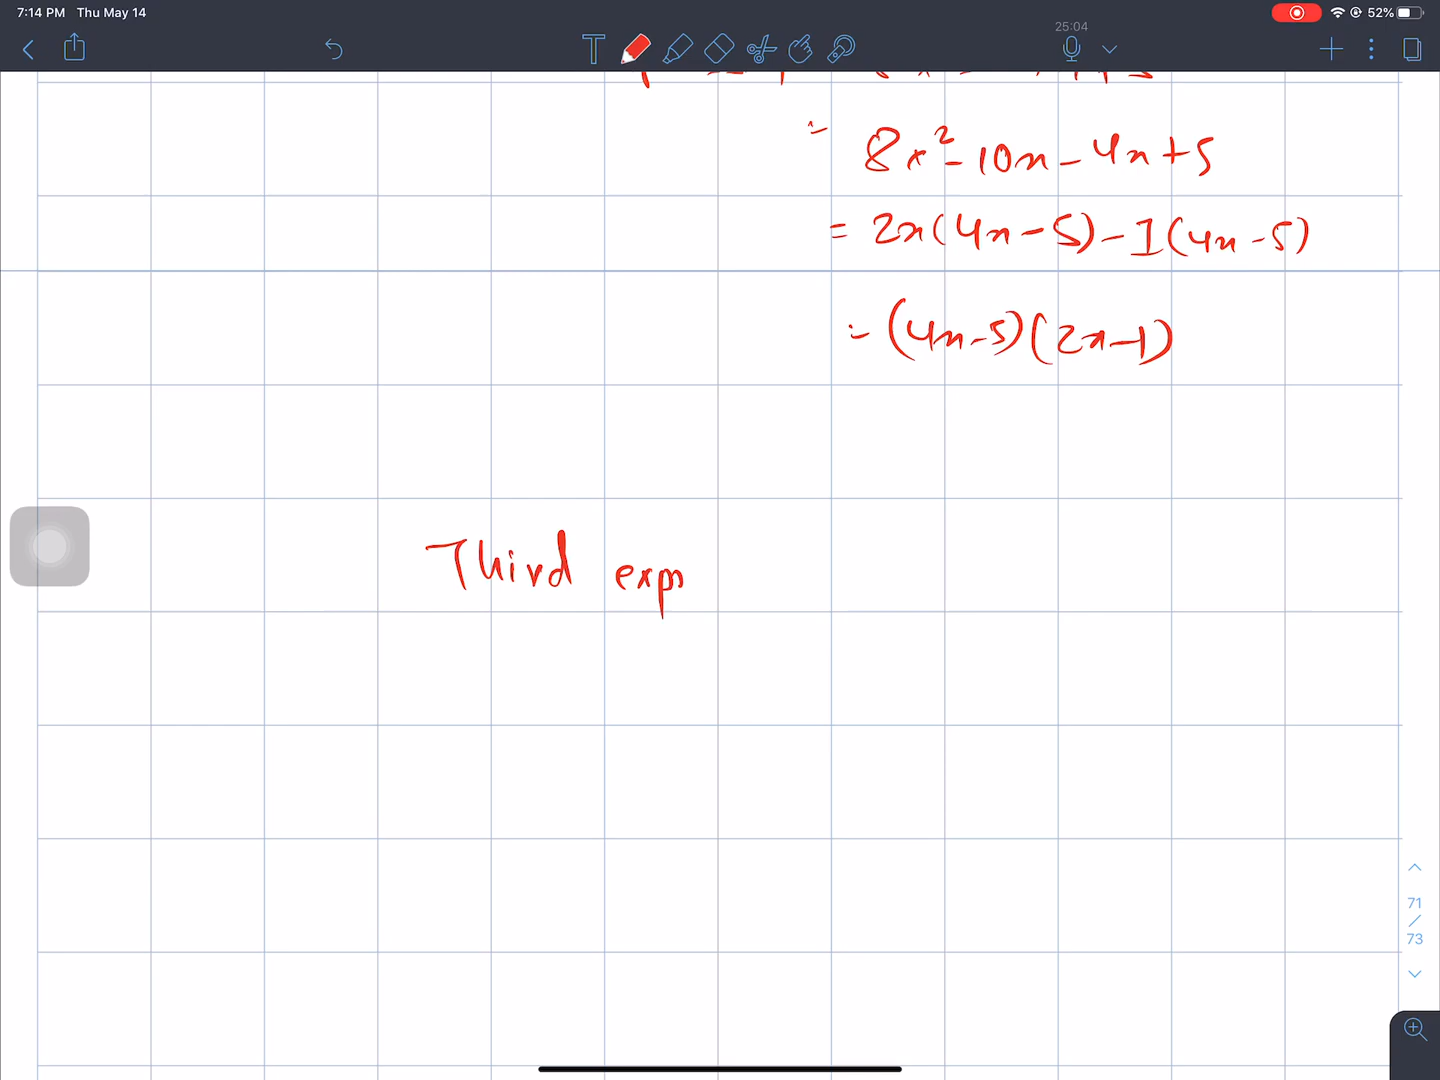 7:14 PM Thu May 14
52%
25:04
= 8x² - 10x - 4x + 5
= 2x(4x - 5) - 1(4x - 5)
= (4x - 5)(2x - 1)
Third exp
71
/
73